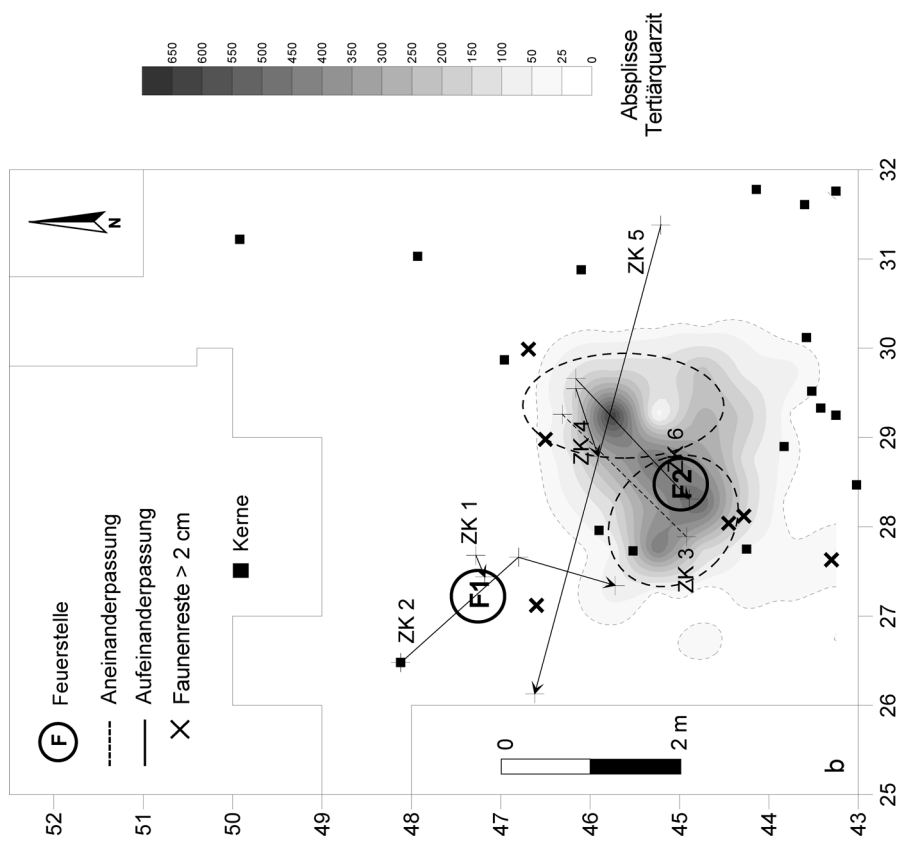 F Feuerstelle
Aneinanderpassung
Aufeinanderpassung
Faunenreste > 2 cm
Kerne
N
650
600
550
500
450
400
350
300
250
200
150
100
50
25
0
Absplisse
Tertiärquarzit
52
51
50
49
48
47
46
45
44
43
25
26
27
28
29
30
31
32
ZK 2
F1
ZK 1
ZK 5
ZK 4
ZK 6
F2
ZK 3
0
2 m
b